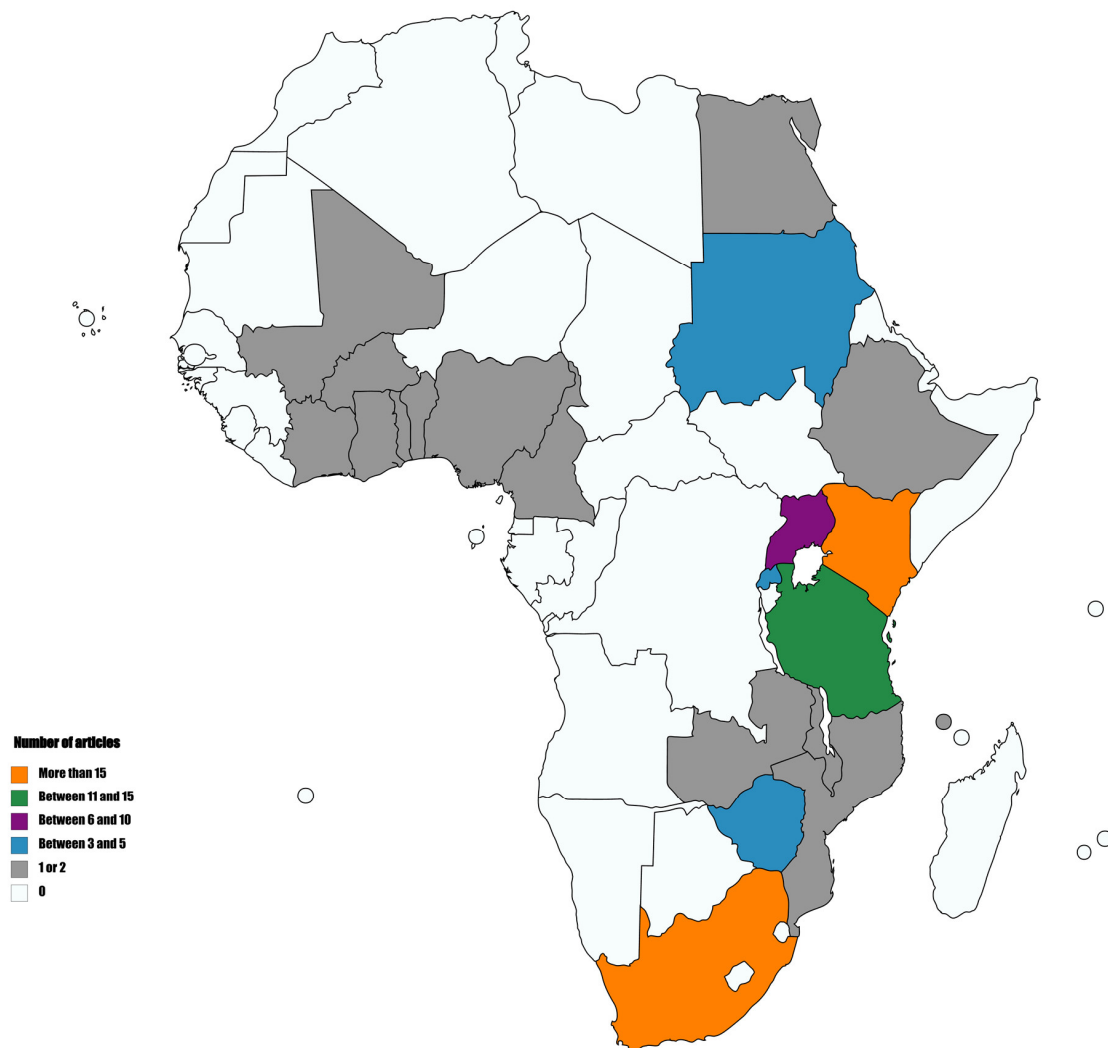 Number of articles
More than 15
Between 11 and 15
Between 6 and 10
Between 3 and 5
1 or 2
0